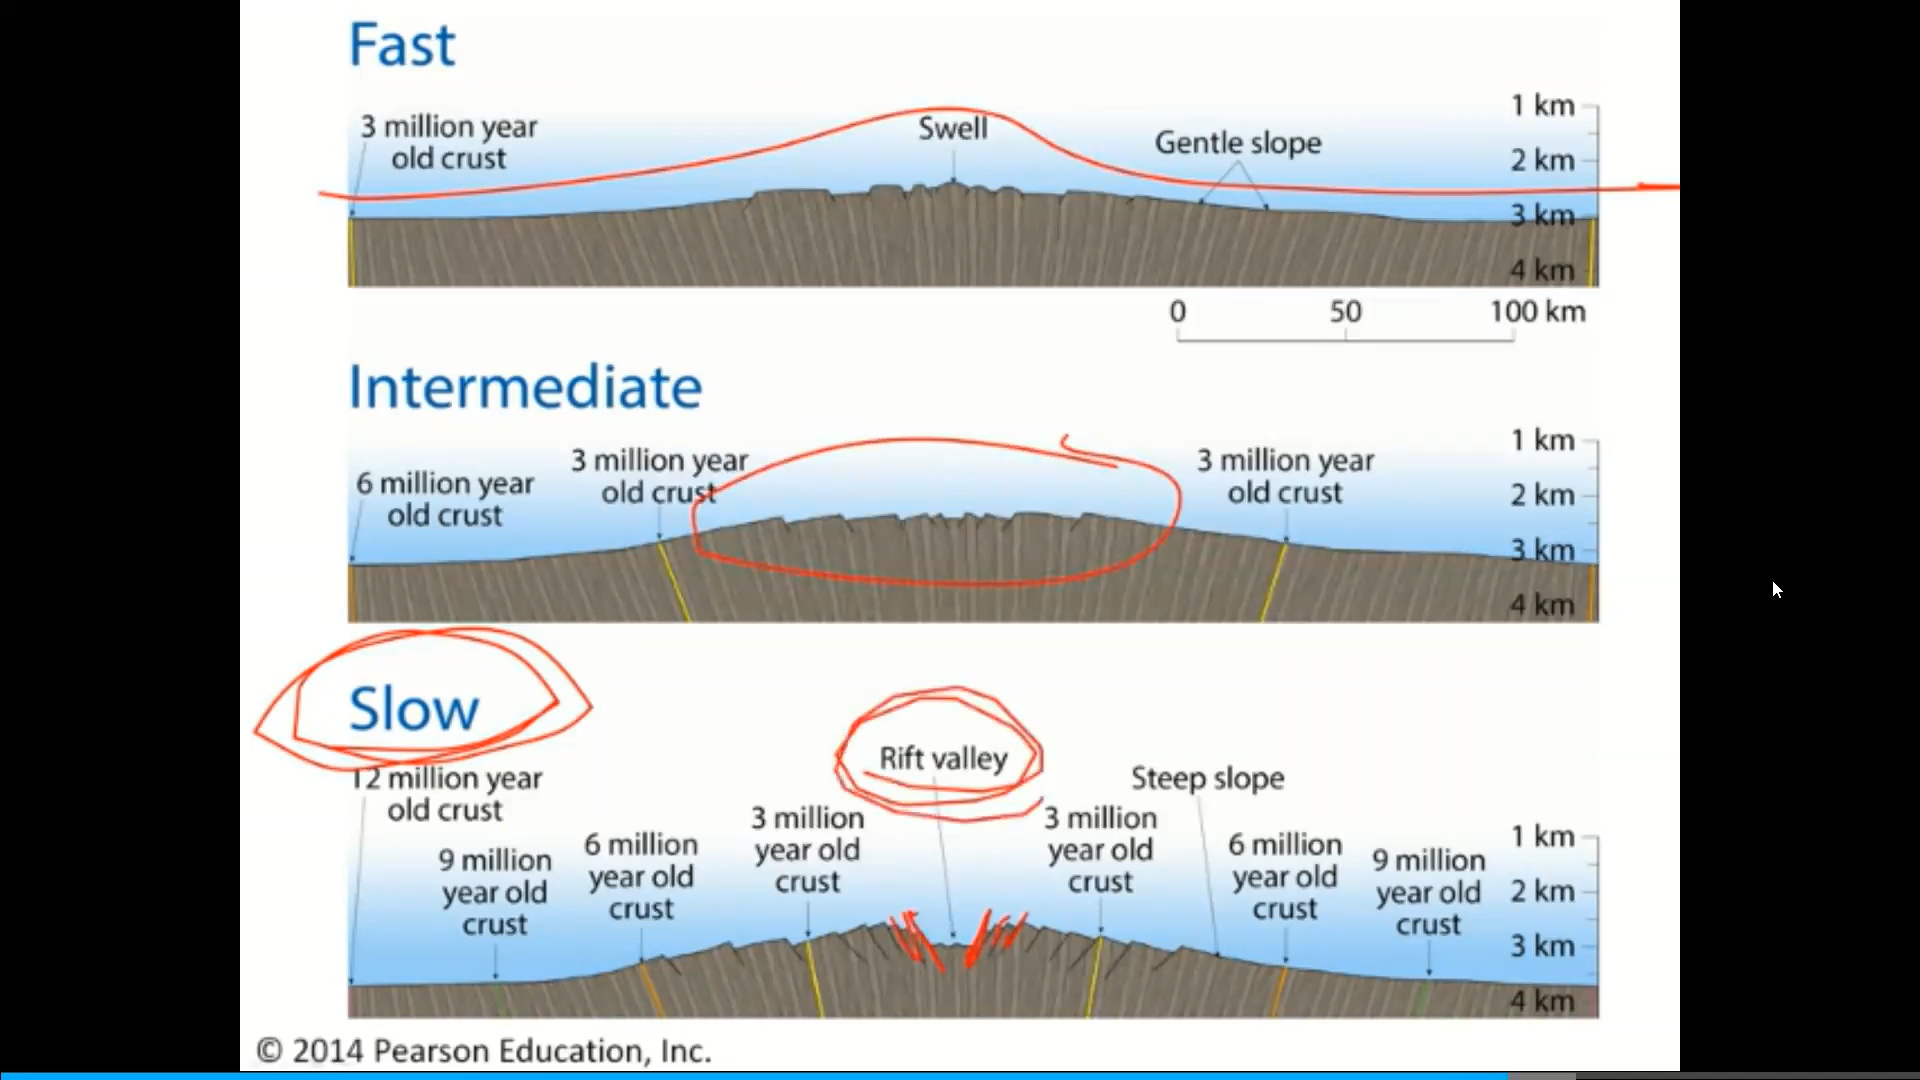 Fast
3 million year
old crust
Swell
Gentle slope
1 km
2 km
3 km
4 km
0 50 100 km
Intermediate
6 million year
old crust
3 million year
old crust
3 million year
old crust
1 km
2 km
3 km
4 km
Slow
12 million year
old crust
9 million
year old
crust
6 million
year old
crust
3 million
year old
crust
Rift valley
3 million
year old
crust
Steep slope
6 million
year old
crust
9 million
year old
crust
1 km
2 km
3 km
4 km
© 2014 Pearson Education, Inc.